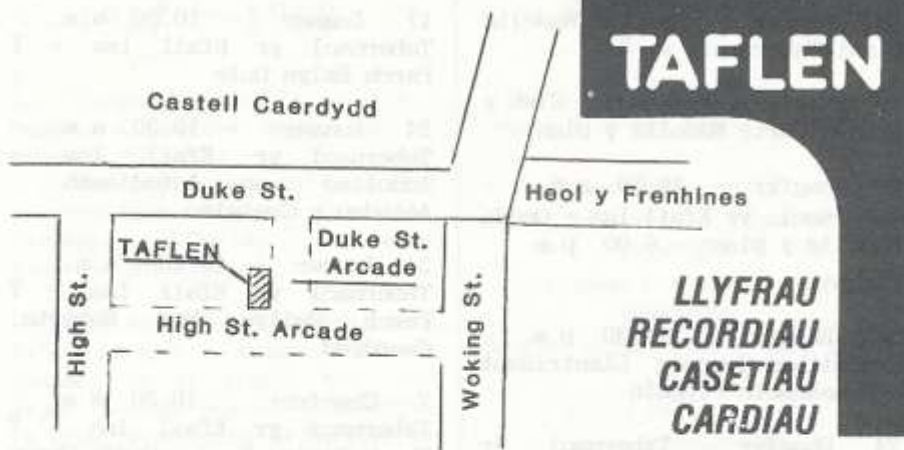 TAFLEN
Castell Caerdydd
Duke St.
Heol y Frenhines
TAFLEN
Duke St.
Arcade
High St.
High St. Arcade
Woking St.
LLYFRAU
RECORDIAU
CASETIAU
CARDIAU